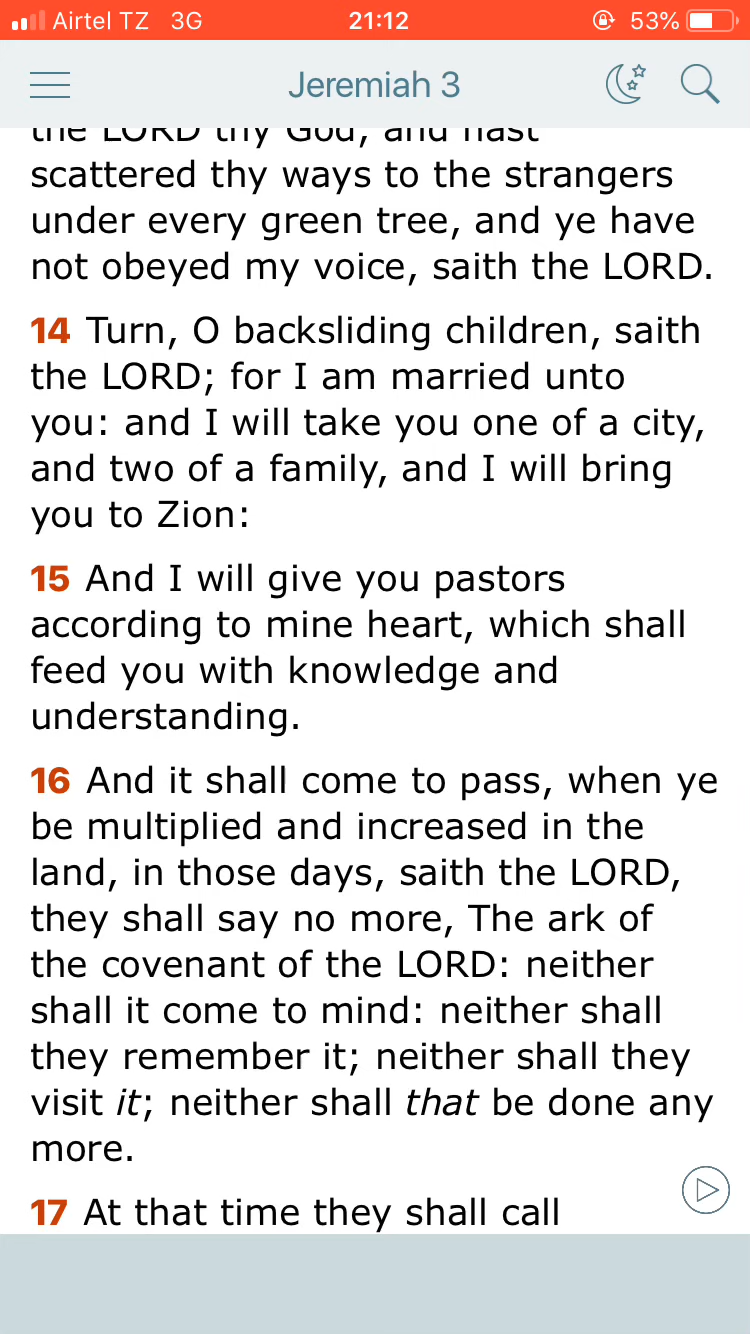 Airtel TZ 3G 21:12 53%
Jeremiah 3
the LORD thy God, and hast
scattered thy ways to the strangers
under every green tree, and ye have
not obeyed my voice, saith the LORD.
14 Turn, O backsliding children, saith
the LORD; for I am married unto
you: and I will take you one of a city,
and two of a family, and I will bring
you to Zion:
15 And I will give you pastors
according to mine heart, which shall
feed you with knowledge and
understanding.
16 And it shall come to pass, when ye
be multiplied and increased in the
land, in those days, saith the LORD,
they shall say no more, The ark of
the covenant of the LORD: neither
shall it come to mind: neither shall
they remember it; neither shall they
visit it; neither shall that be done any
more.
17 At that time they shall call